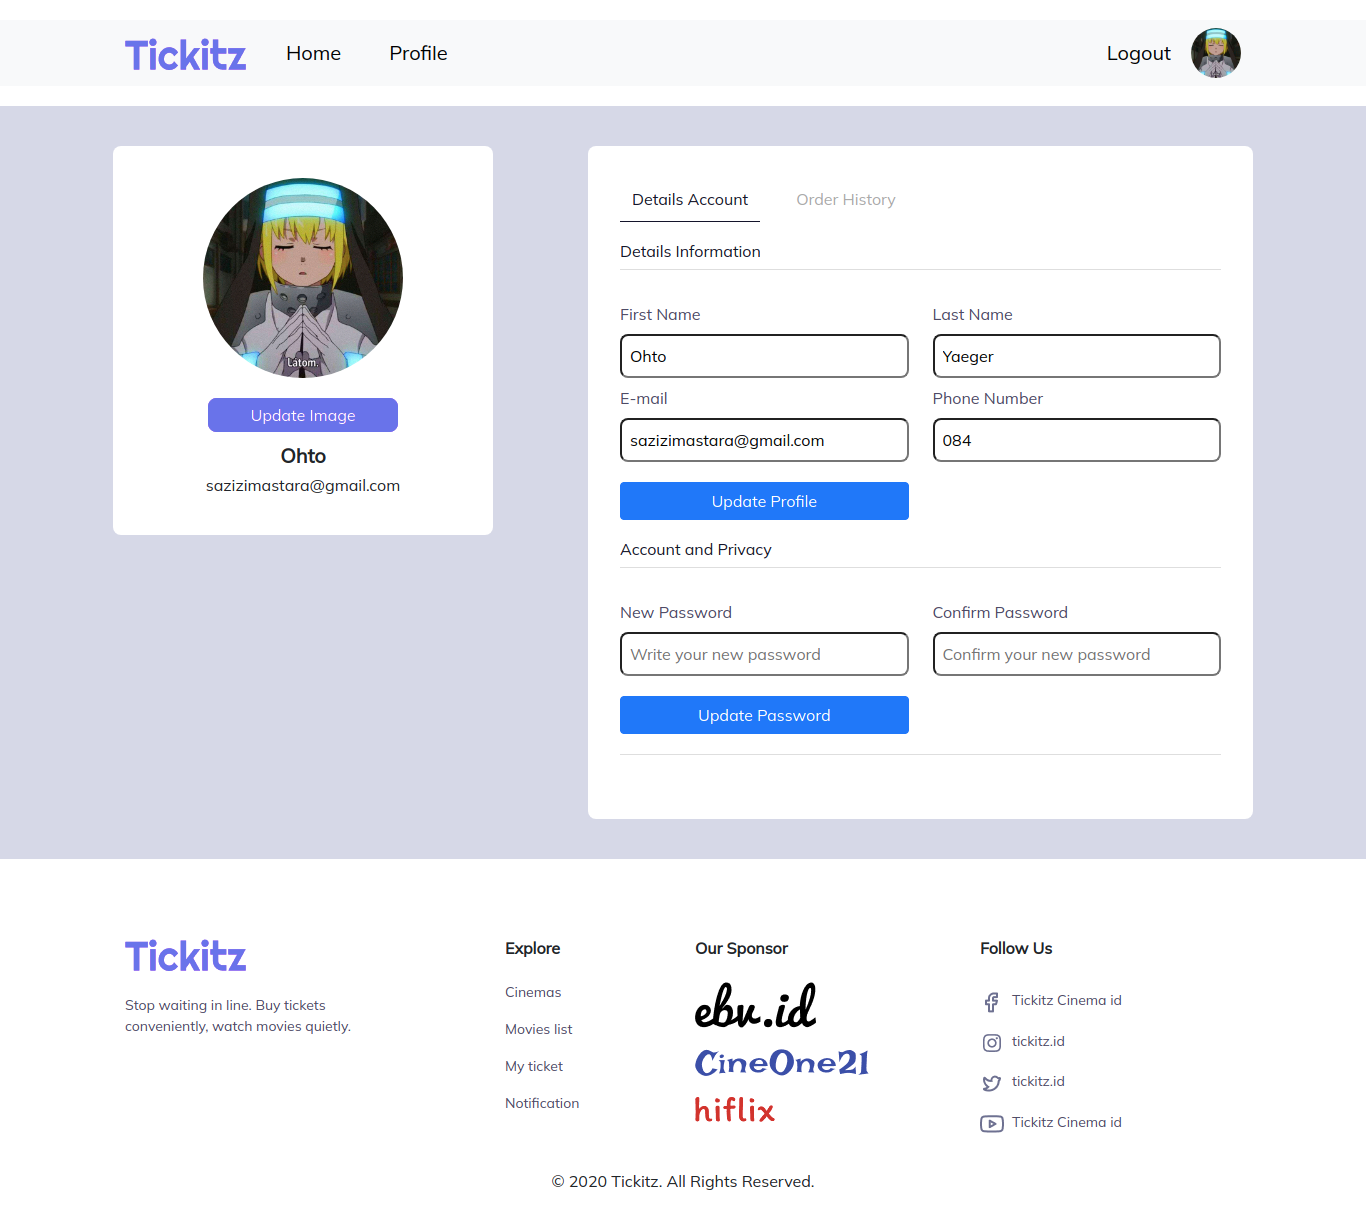 Tickitz
Home
Profile
Logout
Látom.
Update Image
Ohto
sazizimastara@gmail.com
Details Account
Order History
Details Information
First Name
Last Name
Ohto
Yaeger
E-mail
Phone Number
sazizimastara@gmail.com
084
Update Profile
Account and Privacy
New Password
Confirm Password
Write your new password
Confirm your new password
Update Password
Tickitz
Stop waiting in line. Buy tickets
conveniently, watch movies quietly.
Explore
Cinemas
Movies list
My ticket
Notification
Our Sponsor
ebv.id
CineOne21
hiflix
Follow Us
Tickitz Cinema id
tickitz.id
tickitz.id
Tickitz Cinema id
© 2020 Tickitz. All Rights Reserved.